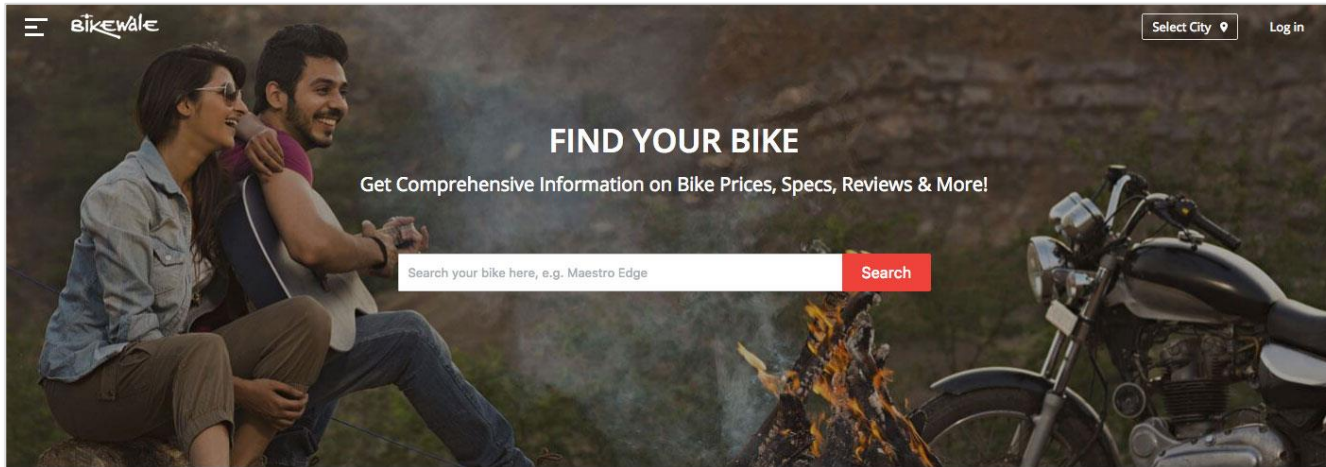 BikeWale
Select City
Log in
FIND YOUR BIKE
Get Comprehensive Information on Bike Prices, Specs, Reviews & More!
Search your bike here, e.g. Maestro Edge
Search